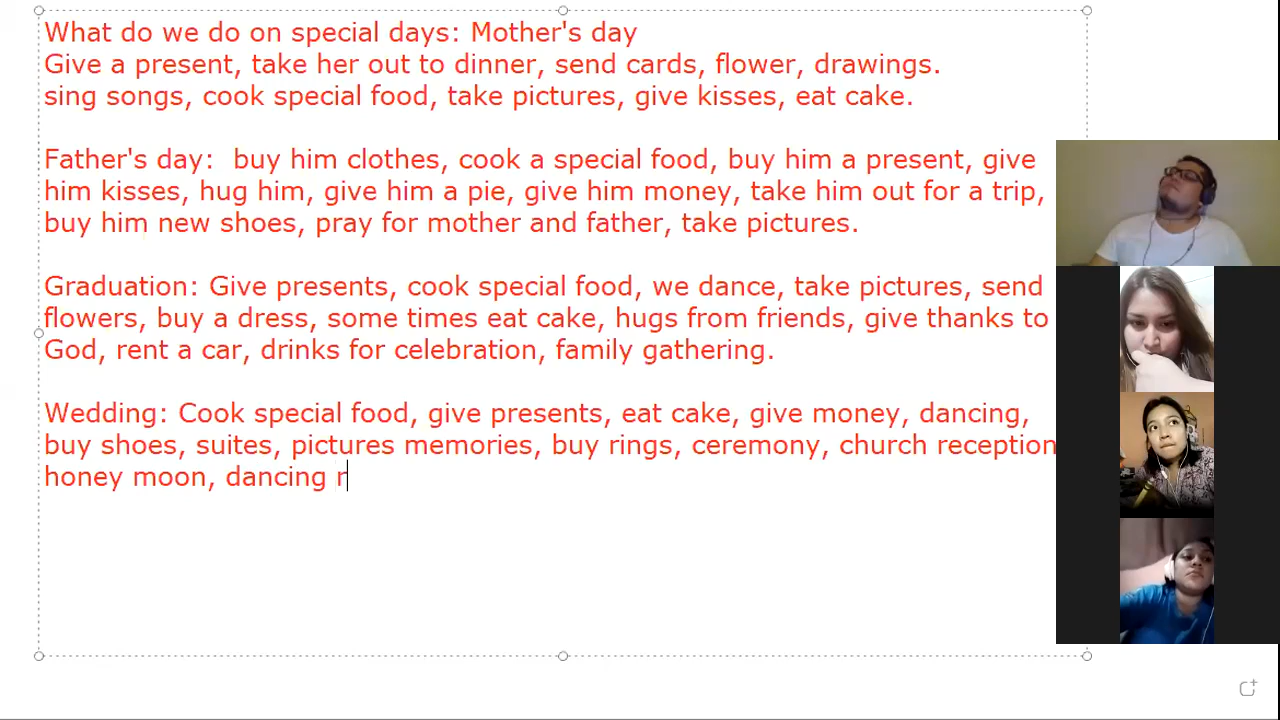 What do we do on special days: Mother's day
Give a present, take her out to dinner, send cards, flower, drawings.
sing songs, cook special food, take pictures, give kisses, eat cake.
Father's day:  buy him clothes, cook a special food, buy him a present, give
him kisses, hug him, give him a pie, give him money, take him out for a trip,
buy him new shoes, pray for mother and father, take pictures.
Graduation: Give presents, cook special food, we dance, take pictures, send
flowers, buy a dress, some times eat cake, hugs from friends, give thanks to
God, rent a car, drinks for celebration, family gathering.
Wedding: Cook special food, give presents, eat cake, give money, dancing,
buy shoes, suites, pictures memories, buy rings, ceremony, church reception
honey moon, dancing r